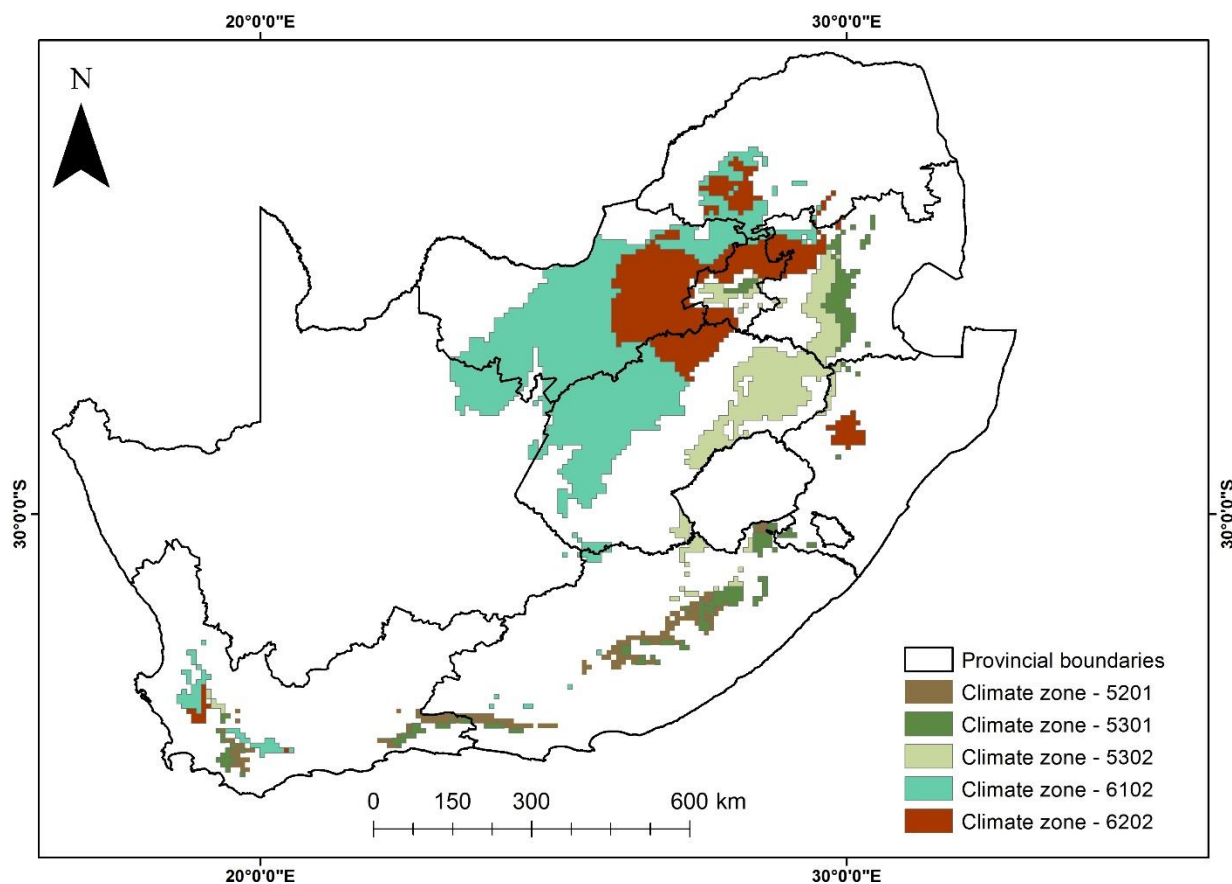 20°0'0"E 30°0'0"E
N
30°0'0"S 30°0'0"S
Provincial boundaries
Climate zone - 5201
Climate zone - 5301
Climate zone - 5302
Climate zone - 6102
Climate zone - 6202
0 150 300 600 km
20°0'0"E 30°0'0"E